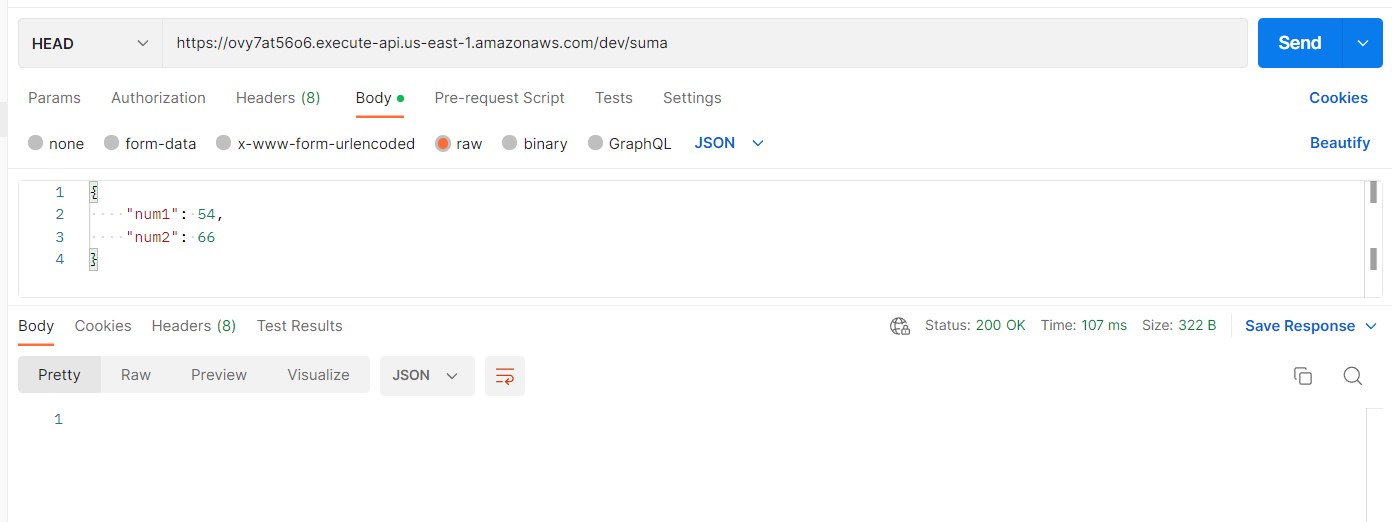 HEAD https://ovy7at56o6.execute-api.us-east-1.amazonaws.com/dev/suma Send
Params Authorization Headers (8) Body Pre-request Script Tests Settings Cookies
none form-data x-www-form-urlencoded raw binary GraphQL JSON Beautify
1 {
2 "num1": 54,
3 "num2": 66
4 }
Body Cookies Headers (8) Test Results Status: 200 OK Time: 107 ms Size: 322 B Save Response
Pretty Raw Preview Visualize JSON
1